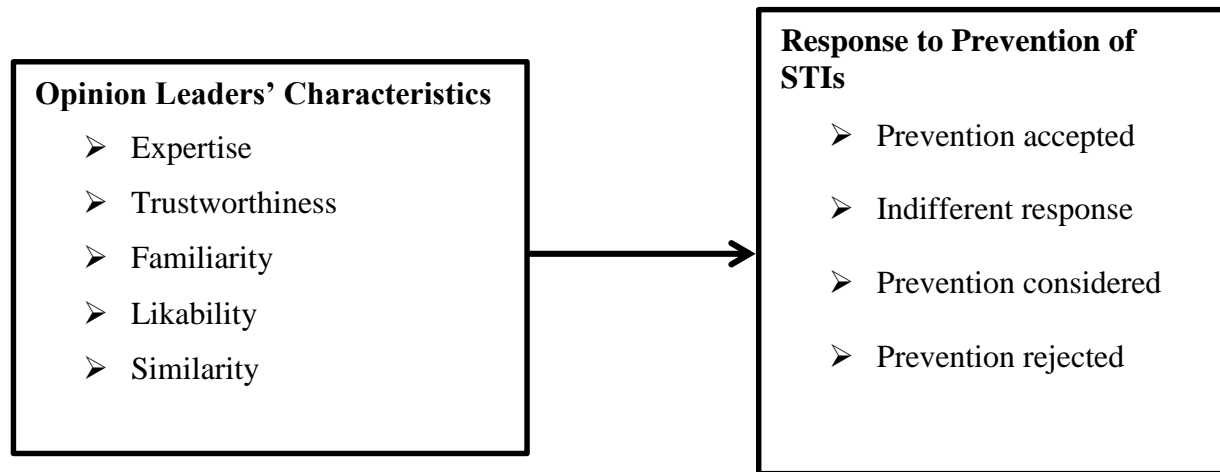 Opinion Leaders’ Characteristics
➢ Expertise
➢ Trustworthiness
➢ Familiarity
➢ Likability
➢ Similarity
Response to Prevention of
STIs
➢ Prevention accepted
➢ Indifferent response
➢ Prevention considered
➢ Prevention rejected